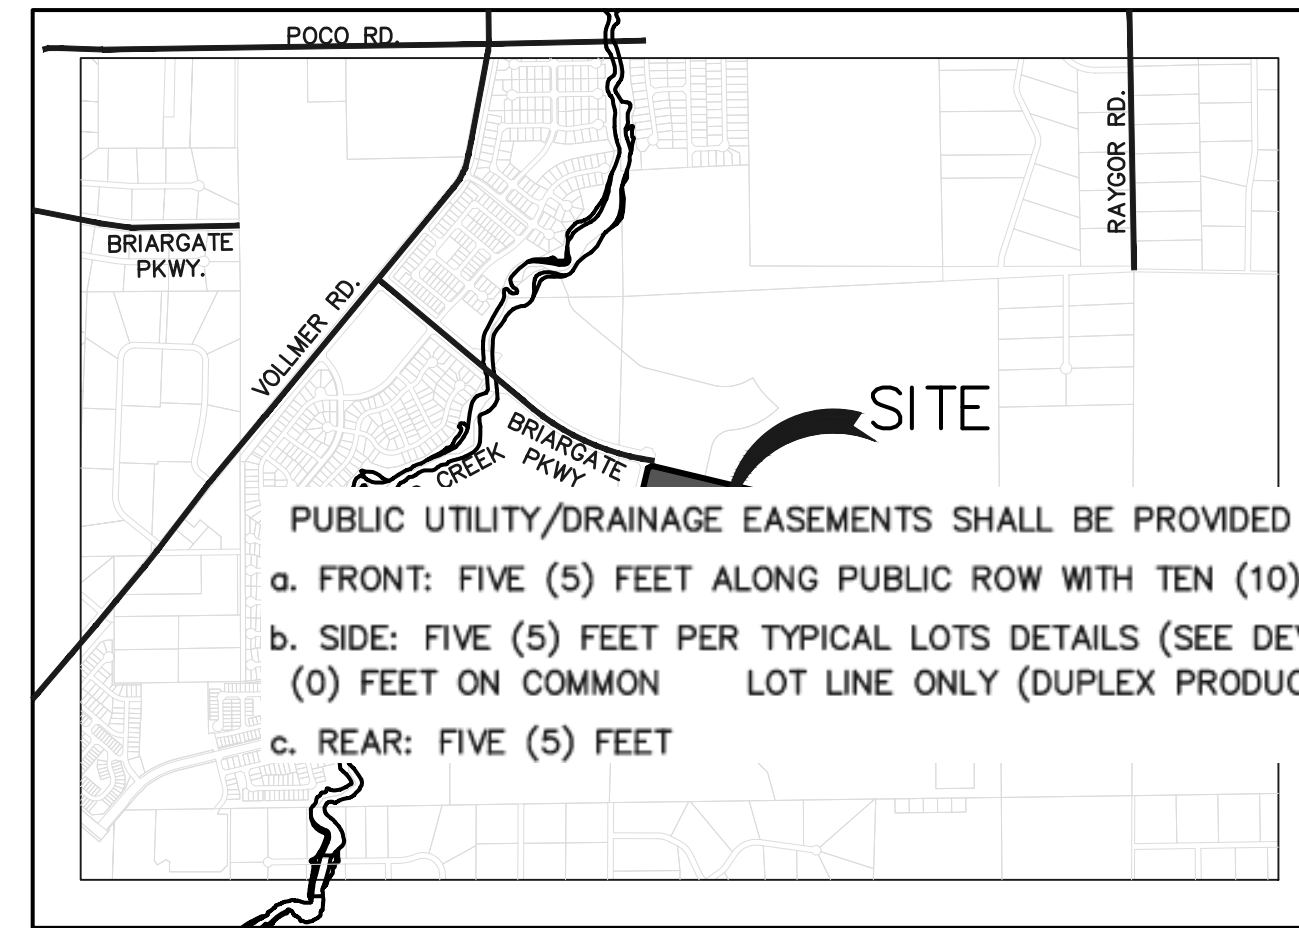 POCO RD.
RAYGOR RD.
BRIARGATE
PKWY.
VOLLMER RD.
SITE
BRIARGATE
PKWY
CREEK
PUBLIC UTILITY/DRAINAGE EASEMENTS SHALL BE PROVIDED
a. FRONT: FIVE (5) FEET ALONG PUBLIC ROW WITH TEN (10)
b. SIDE: FIVE (5) FEET PER TYPICAL LOTS DETAILS (SEE
(0) FEET ON COMMON LOT LINE ONLY (DUPLEX
c. REAR: FIVE (5) FEET